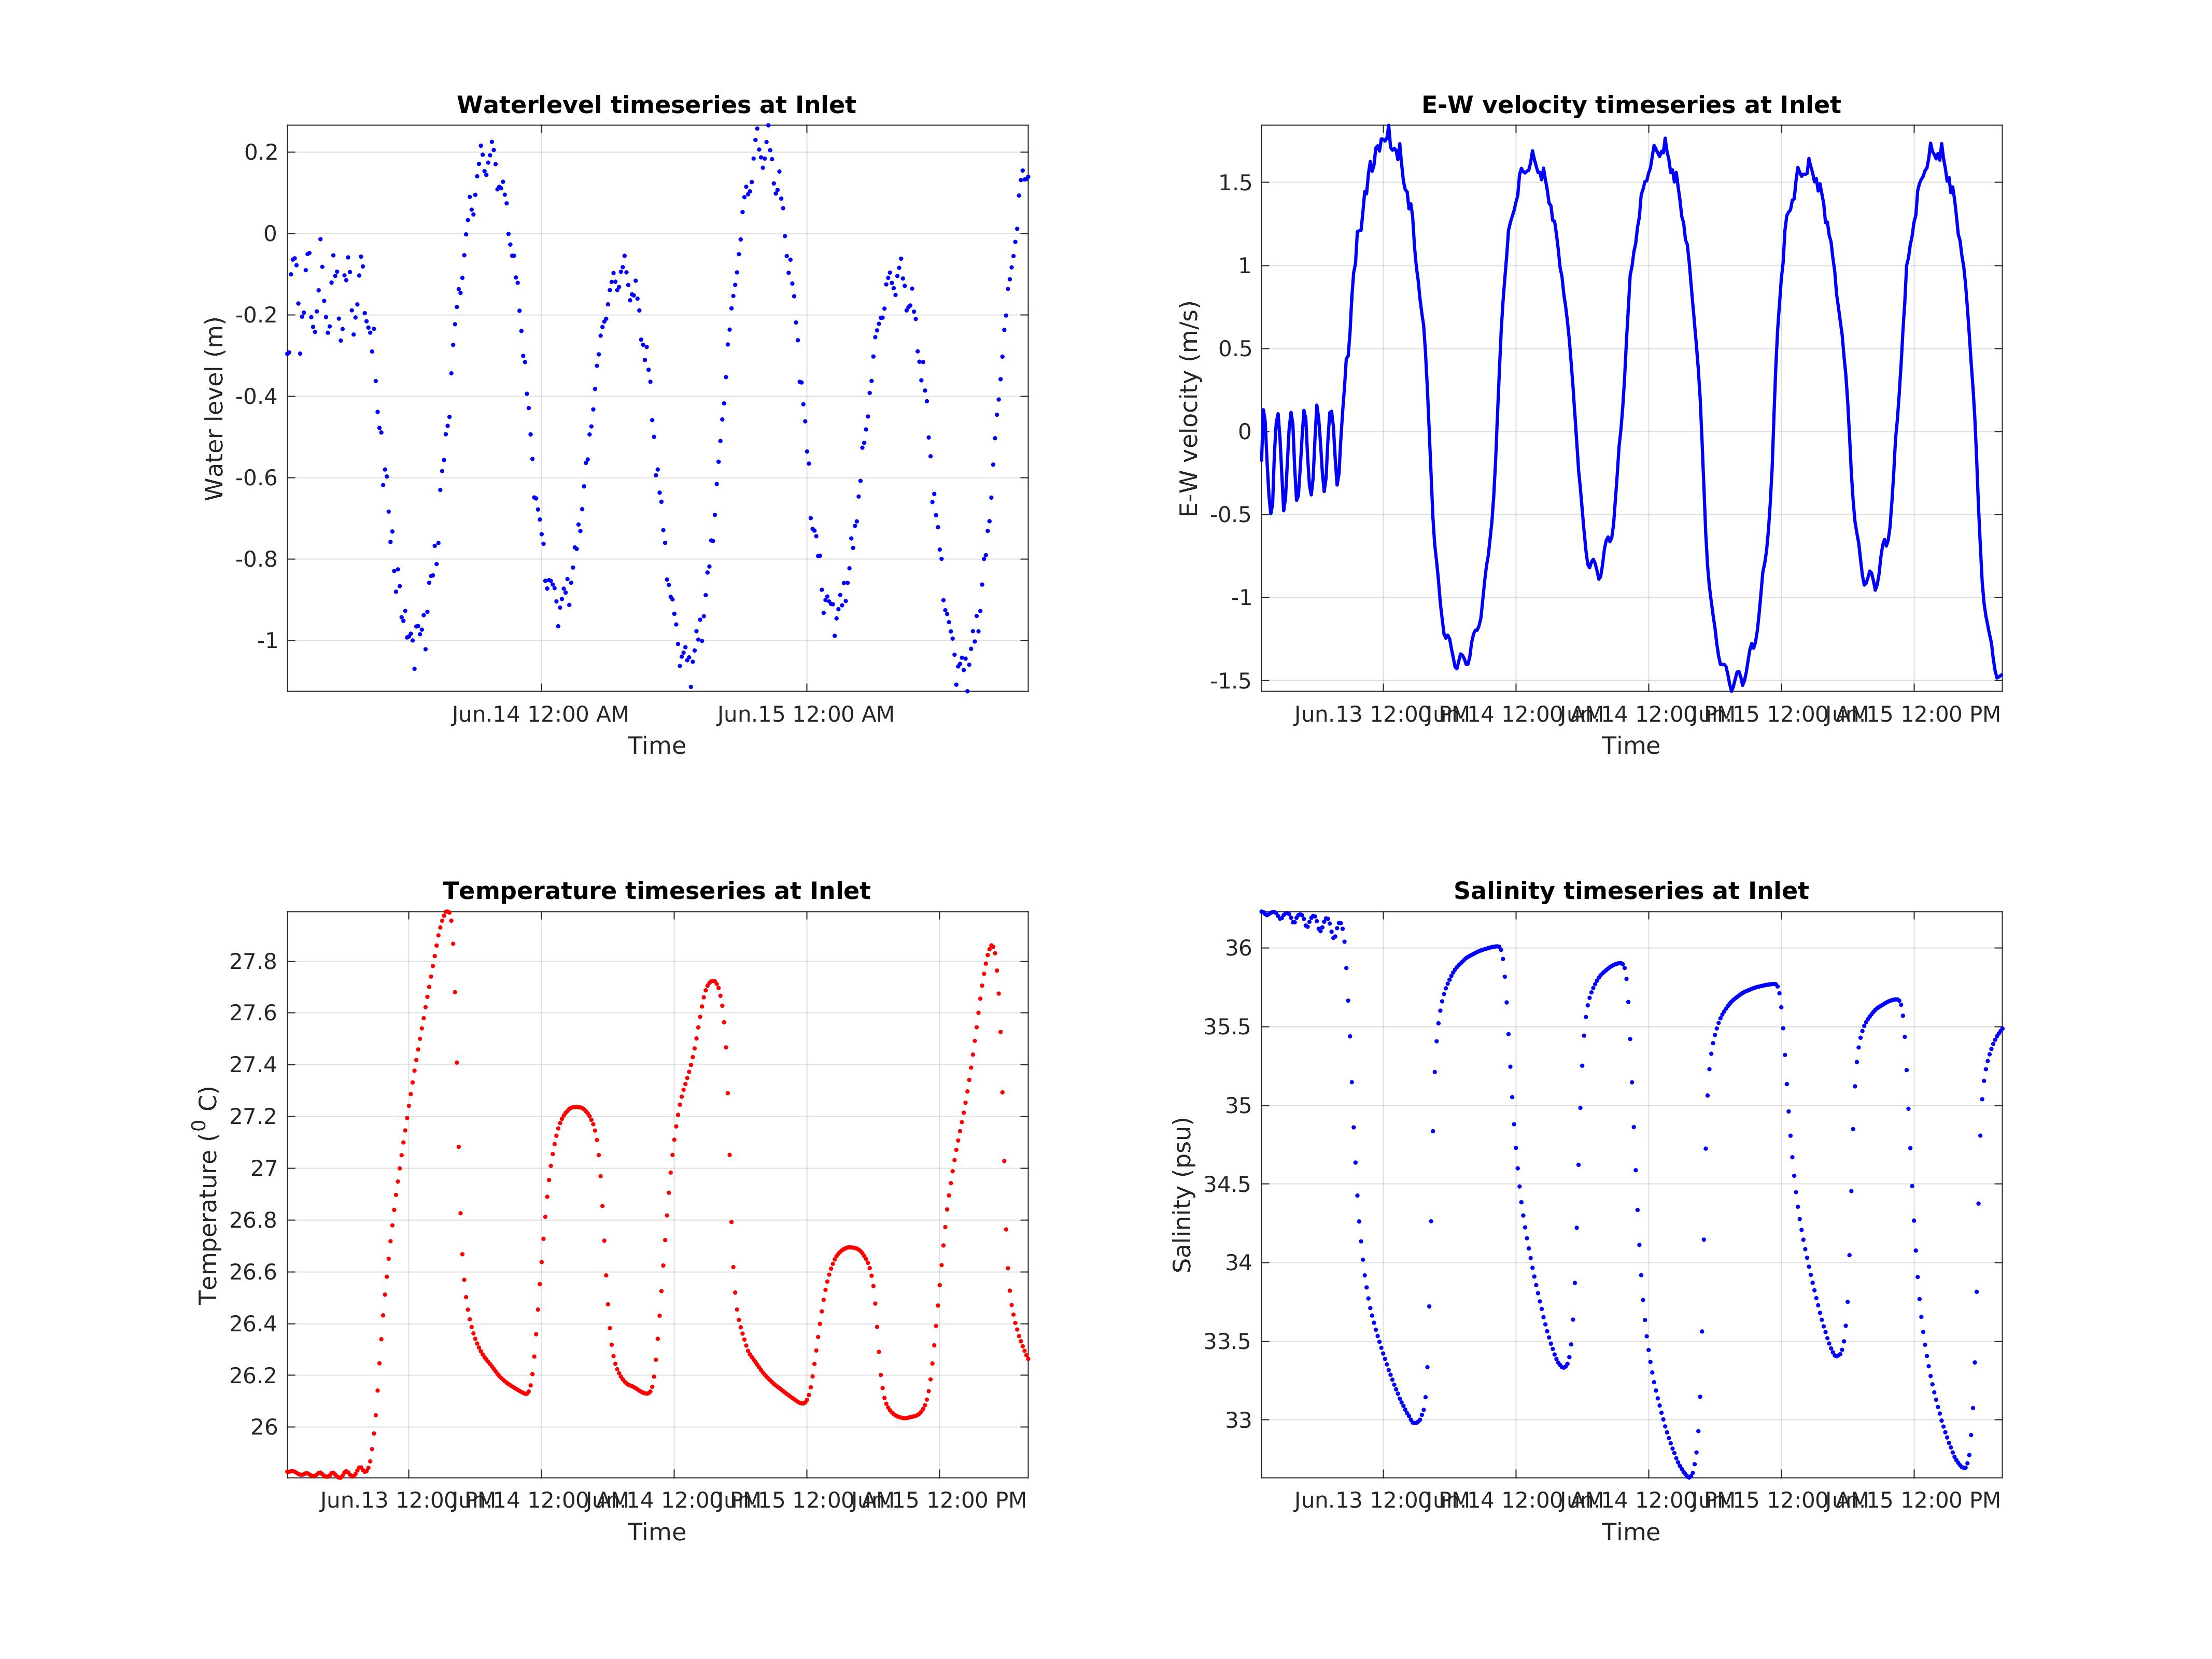 Waterlevel timeseries at Inlet
0.2
0
-0.2
-0.4
-0.6
-0.8
-1
Water level (m)
Jun.14 12:00 AM
Jun.15 12:00 AM
Time
E-W velocity timeseries at Inlet
1.5
1
0.5
0
-0.5
-1
-1.5
E-W velocity (m/s)
Jun.13 12:00 PM
Jun.14 12:00 AM
Jun.14 12:00 PM
Jun.15 12:00 AM
Jun.15 12:00 PM
Time
Temperature timeseries at Inlet
27.8
27.6
27.4
27.2
27
26.8
26.6
26.4
26.2
26
Temperature (⁰ C)
Jun.13 12:00 PM
Jun.14 12:00 AM
Jun.14 12:00 PM
Jun.15 12:00 AM
Jun.15 12:00 PM
Time
Salinity timeseries at Inlet
36
35.5
35
34.5
34
33.5
33
Salinity (psu)
Jun.13 12:00 PM
Jun.14 12:00 AM
Jun.14 12:00 PM
Jun.15 12:00 AM
Jun.15 12:00 PM
Time